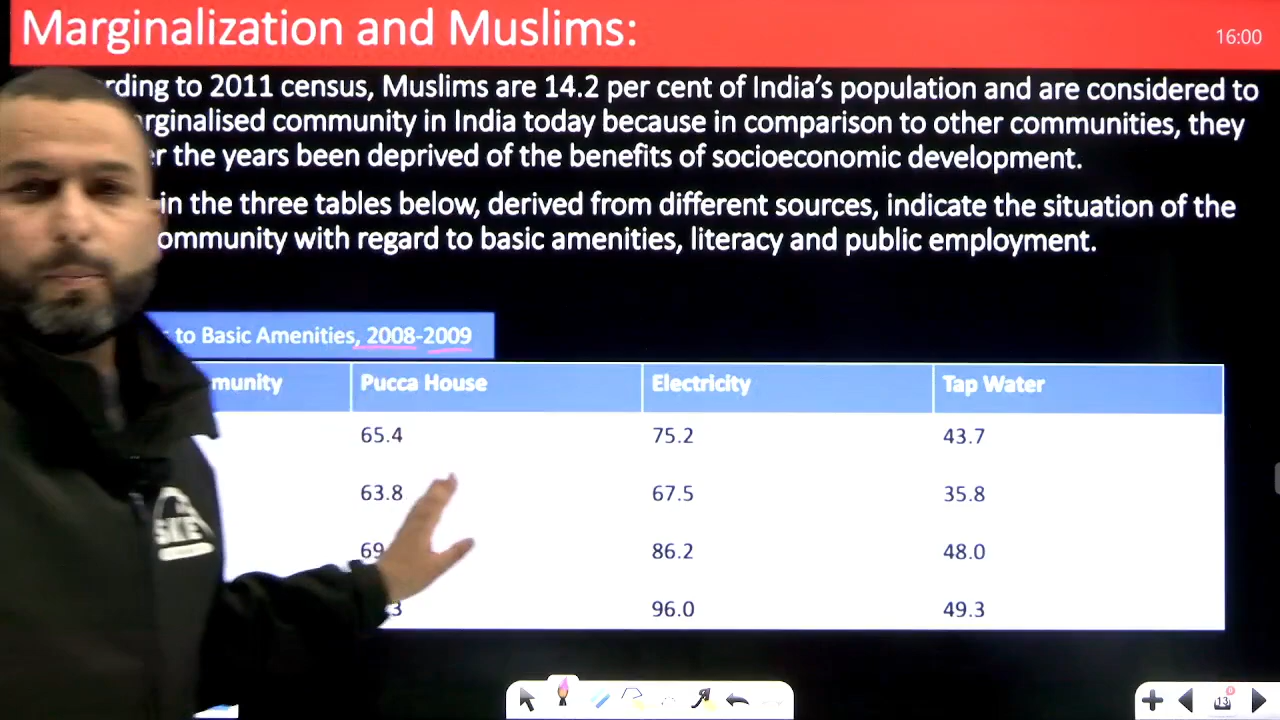 Marginalization and Muslims:
16:00
to 2011 census, Muslims are 14.2 per cent of India's population and are considered to
community in India today because in comparison to other communities, they
the years been deprived of the benefits of socioeconomic development.
in the three tables below, derived from different sources, indicate the situation of the
with regard to basic amenities, literacy and public employment.
to Basic Amenities, 2008-2009
Pucca House Electricity Tap Water
65.4 75.2 43.7
63.8 67.5 35.8
86.2 48.0
96.0 49.3
13